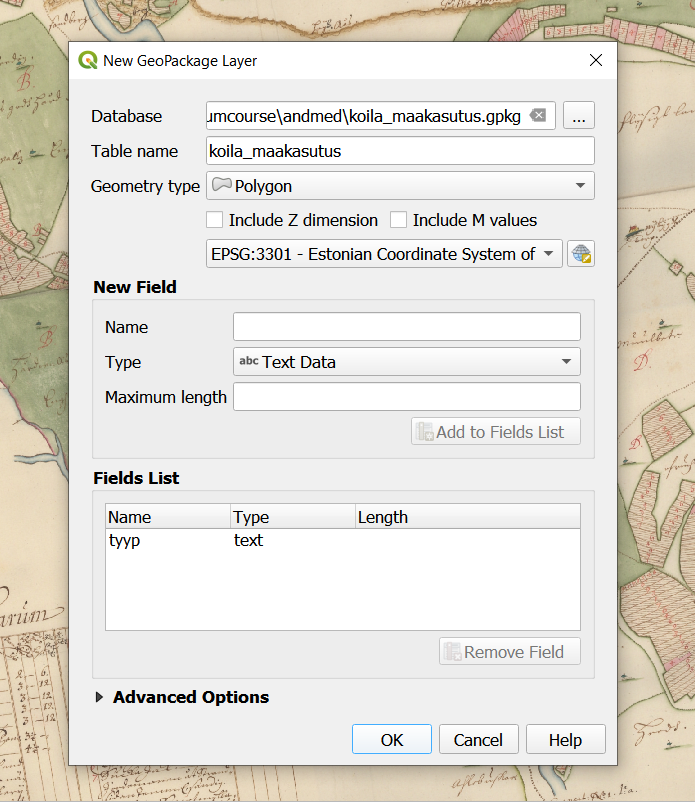 New GeoPackage Layer
Database umcourse\andmed\koila_maakasutus.gpkg ...
Table name koila_maakasutus
Geometry type Polygon
Include Z dimension Include M values
EPSG:3301 - Estonian Coordinate System of
New Field
Name
Type abc Text Data
Maximum length
Add to Fields List
Fields List
Name Type Length
tyyp text
Remove Field
Advanced Options
OK Cancel Help